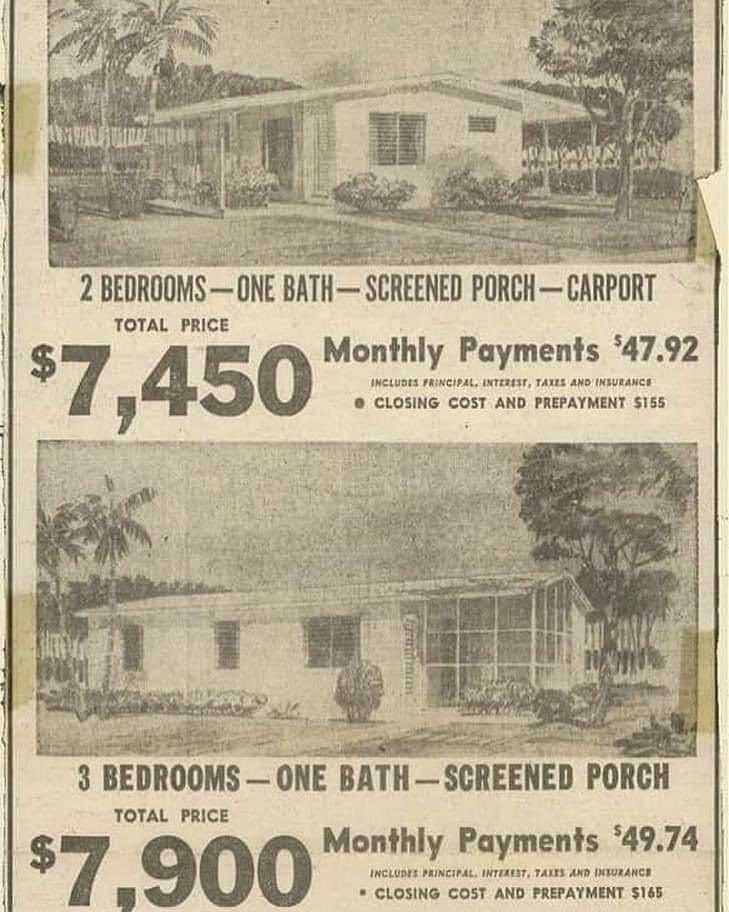 2 BEDROOMS — ONE BATH — SCREENED PORCH — CARPORT
TOTAL PRICE
$7,450
Monthly Payments $47.92
INCLUDES PRINCIPAL, INTEREST, TAXES AND INSURANCE
● CLOSING COST AND PREPAYMENT $155
3 BEDROOMS — ONE BATH — SCREENED PORCH
TOTAL PRICE
$7,900
Monthly Payments $49.74
INCLUDES PRINCIPAL, INTEREST, TAXES AND INSURANCE
• CLOSING COST AND PREPAYMENT $165